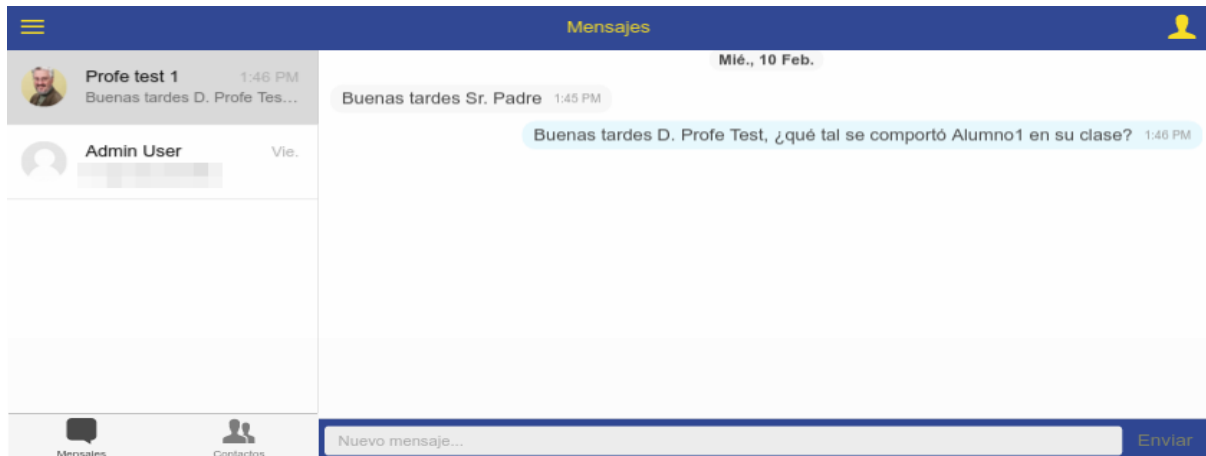 Mensajes
Profe test 1 1:46 PM
Buenas tardes D. Profe Tes...
Admin User Vie.
Mié., 10 Feb.
Buenas tardes Sr. Padre 1:45 PM
Buenas tardes D. Profe Test, ¿qué tal se comportó Alumno1 en su clase? 1:46 PM
Mensajes Contactos
Nuevo mensaje... Enviar